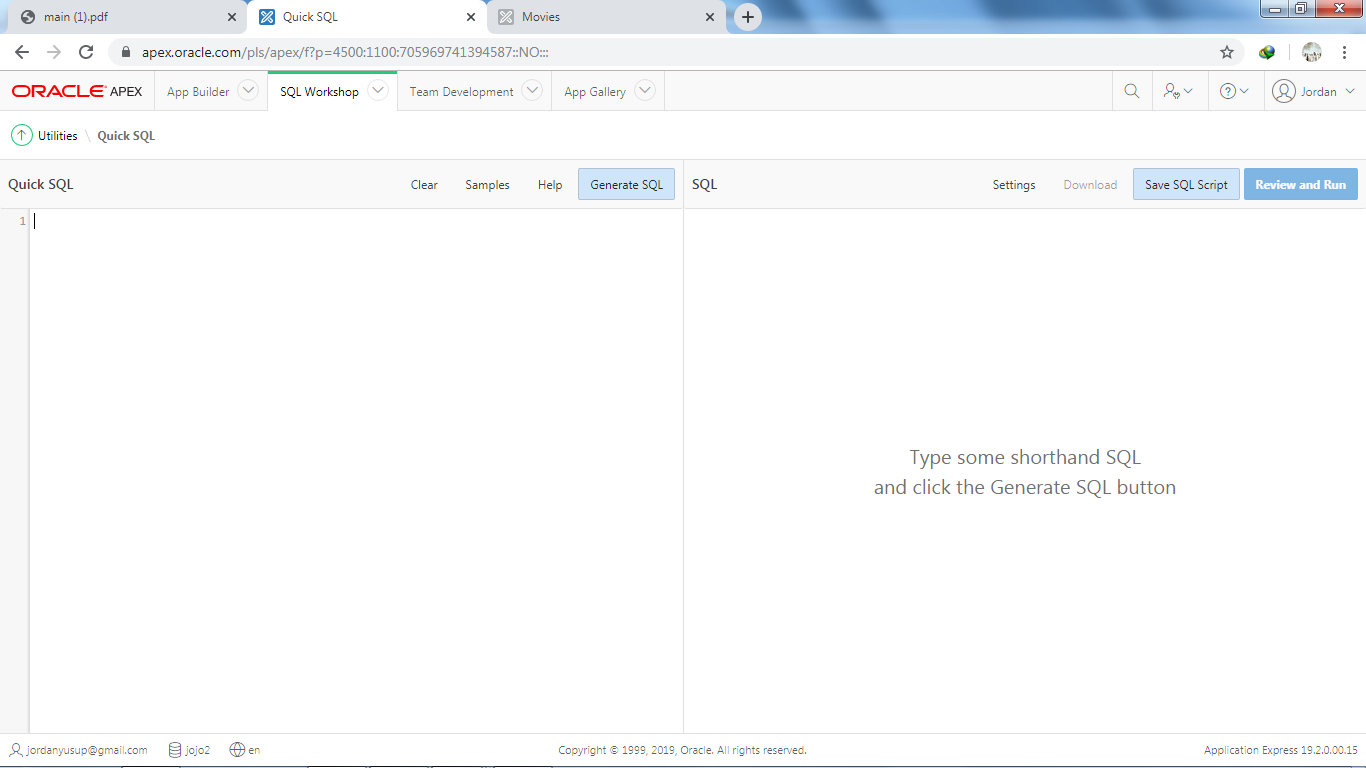 main (1).pdf
Quick SQL
Movies
apex.oracle.com/pls/apex/f?p=4500:1100:705969741394587::NO:::
ORACLE APEX
App Builder
SQL Workshop
Team Development
App Gallery
Jordan
Utilities \ Quick SQL
Quick SQL
Clear
Samples
Help
Generate SQL
SQL
Settings
Download
Save SQL Script
Review and Run
1
Type some shorthand SQL
and click the Generate SQL button
jordanyusup@gmail.com
jojo2
en
Copyright © 1999, 2019, Oracle. All rights reserved.
Application Express 19.2.0.00.15